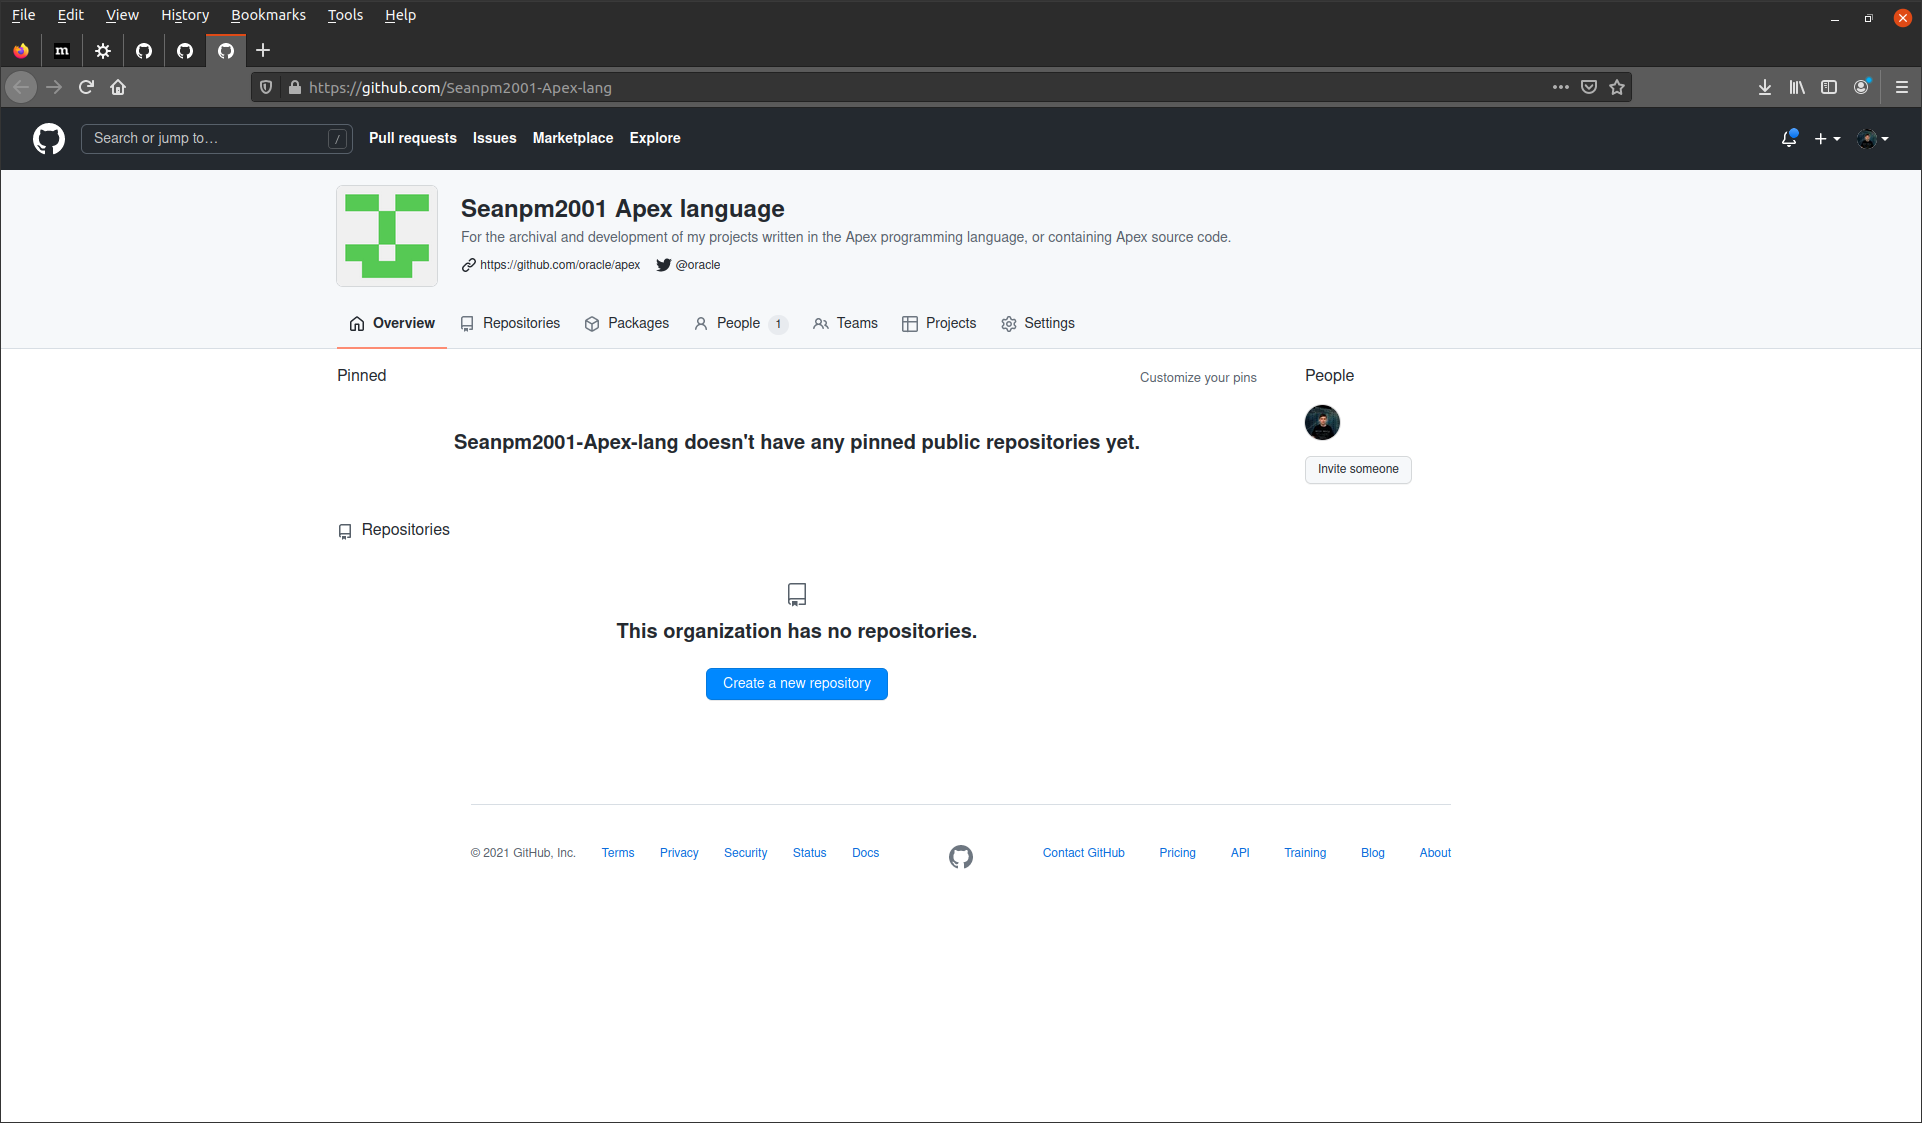 File Edit View History Bookmarks Tools Help
m
https://github.com/Seanpm2001-Apex-lang
Search or jump to… / Pull requests Issues Marketplace Explore
Seanpm2001 Apex language
For the archival and development of my projects written in the Apex programming language, or containing Apex source code.
https://github.com/oracle/apex @oracle
Overview Repositories Packages People 1 Teams Projects Settings
Pinned Customize your pins People
Seanpm2001-Apex-lang doesn't have any pinned public repositories yet.
Invite someone
Repositories
This organization has no repositories.
Create a new repository
© 2021 GitHub, Inc. Terms Privacy Security Status Docs Contact GitHub Pricing API Training Blog About